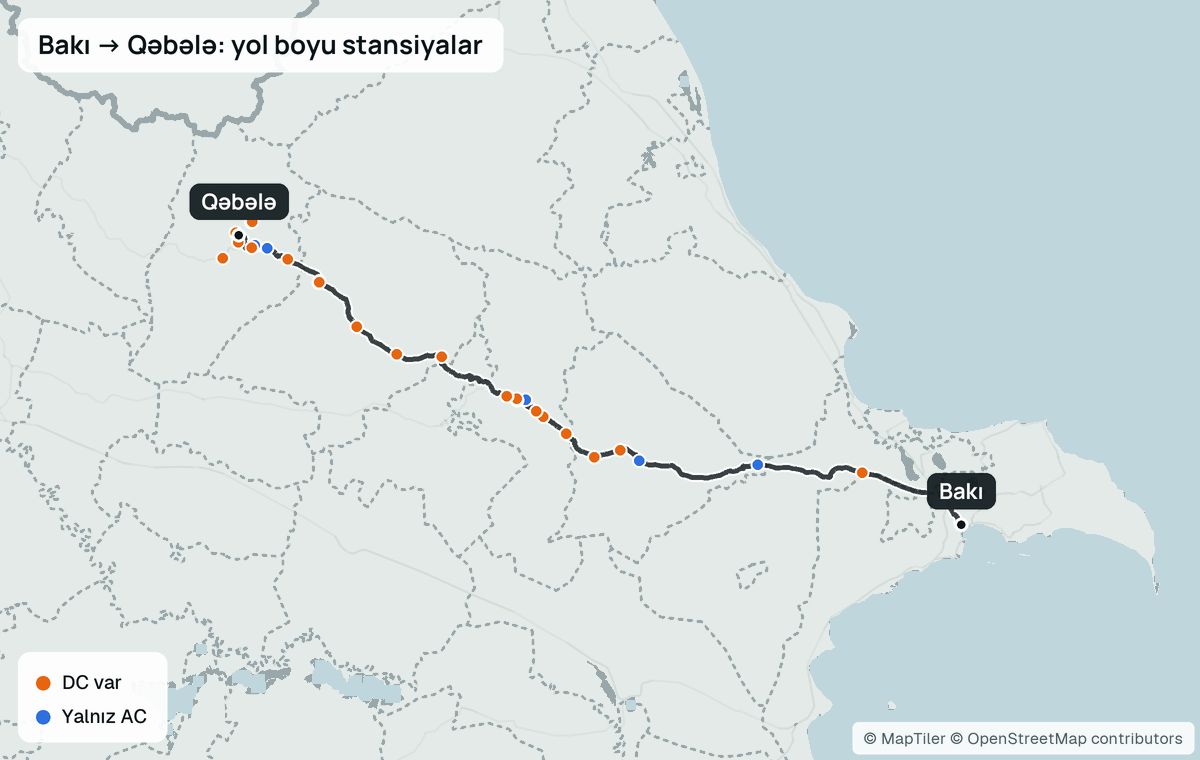 Bakı → Qəbələ: yol boyu stansiyalar
Qəbələ
Bakı
DC var
Yalnız AC
© MapTiler © OpenStreetMap contributors